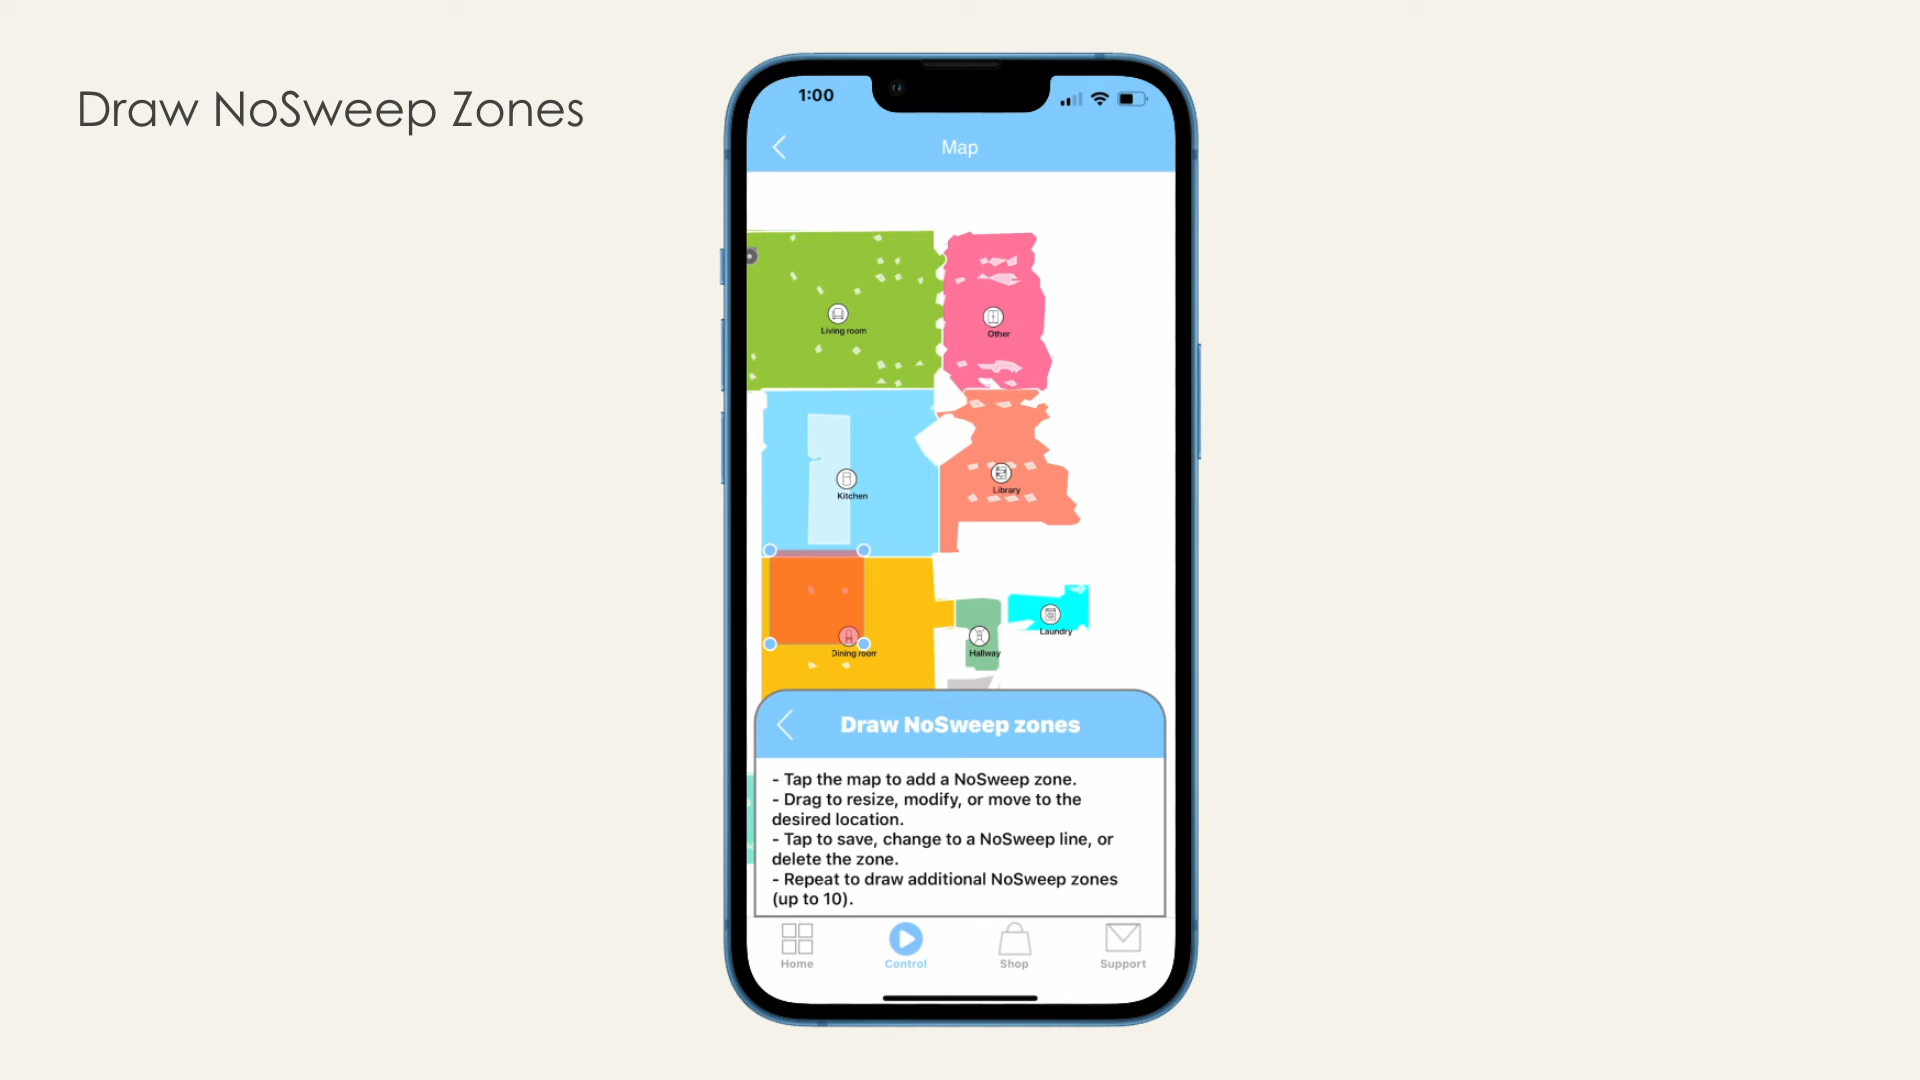 Draw NoSweep Zones
1:00
Map
Living room
Other
Kitchen
Library
Laundry
Dining room
Hallway
Draw NoSweep zones
- Tap the map to add a NoSweep zone.
- Drag to resize, modify, or move to the
desired location.
- Tap to save, change to a NoSweep line, or
delete the zone.
- Repeat to draw additional NoSweep zones
(up to 10).
Home
Control
Shop
Support